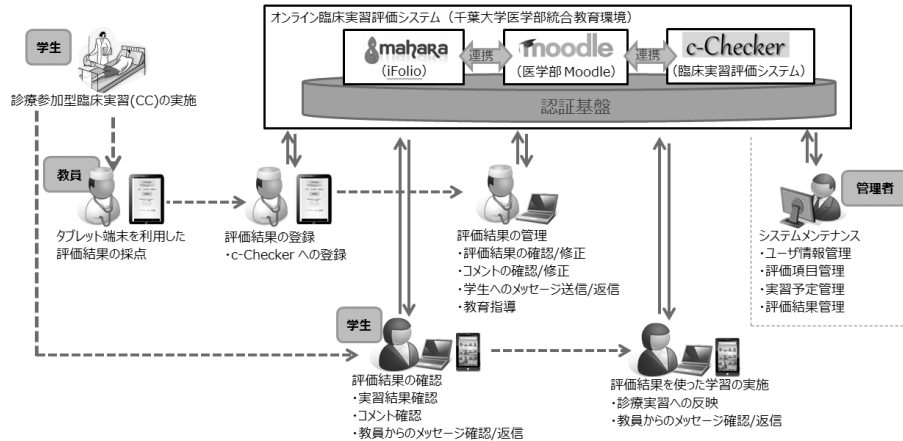 オンライン臨床実習評価システム（千葉大学医学部統合教育環境）
mahara
（iFolio）
連携
moodle
（医学部 Moodle）
連携
c-Checker
（臨床実習評価システム）
認証基盤
学生
診療参加型臨床実習(CC)の実施
教員
タブレット端末を利用した
評価結果の採点
評価結果の登録
・c-Checker への登録
評価結果の管理
・評価結果の確認/修正
・コメントの確認/修正
・学生へのメッセージ送信/返信
・教育指導
管理者
システムメンテナンス
・ユーザ情報管理
・評価項目管理
・実習予定管理
・評価結果管理
学生
評価結果の確認
・実習結果確認
・コメント確認
・教員からのメッセージ確認/返信
評価結果を使った学習の実施
・診療実習への反映
・教員からのメッセージ確認/返信